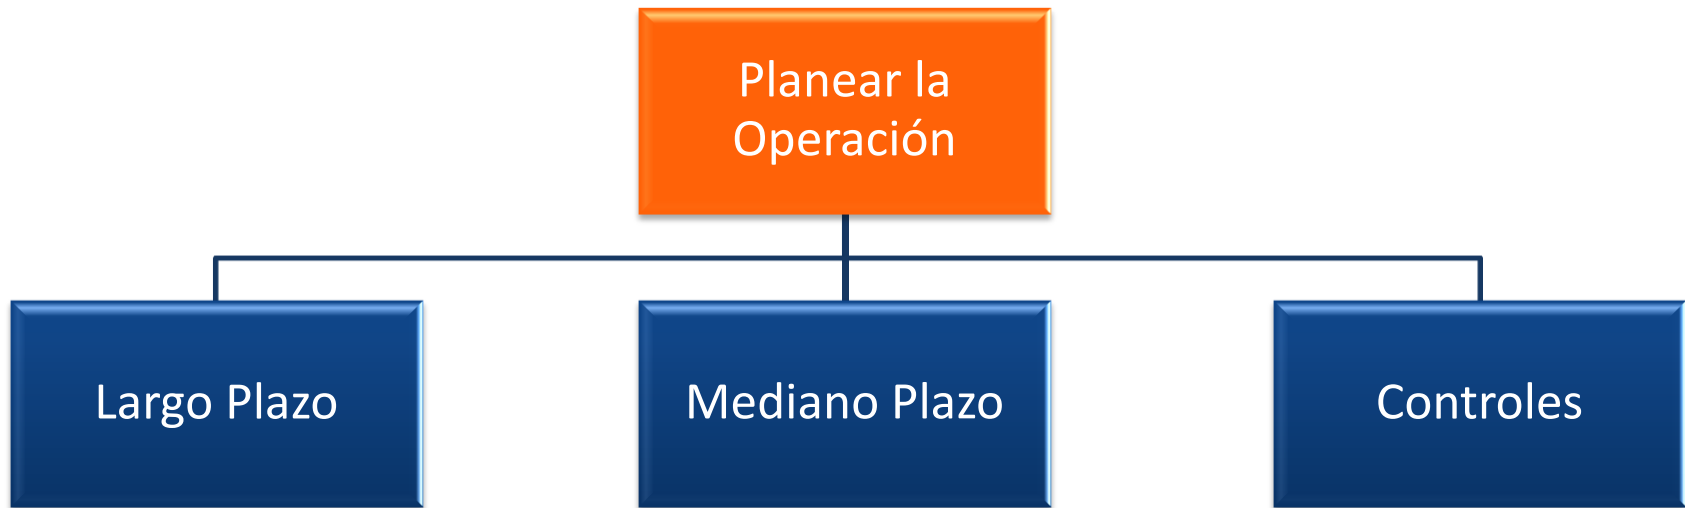 Planear la
Operación
Largo Plazo
Mediano Plazo
Controles